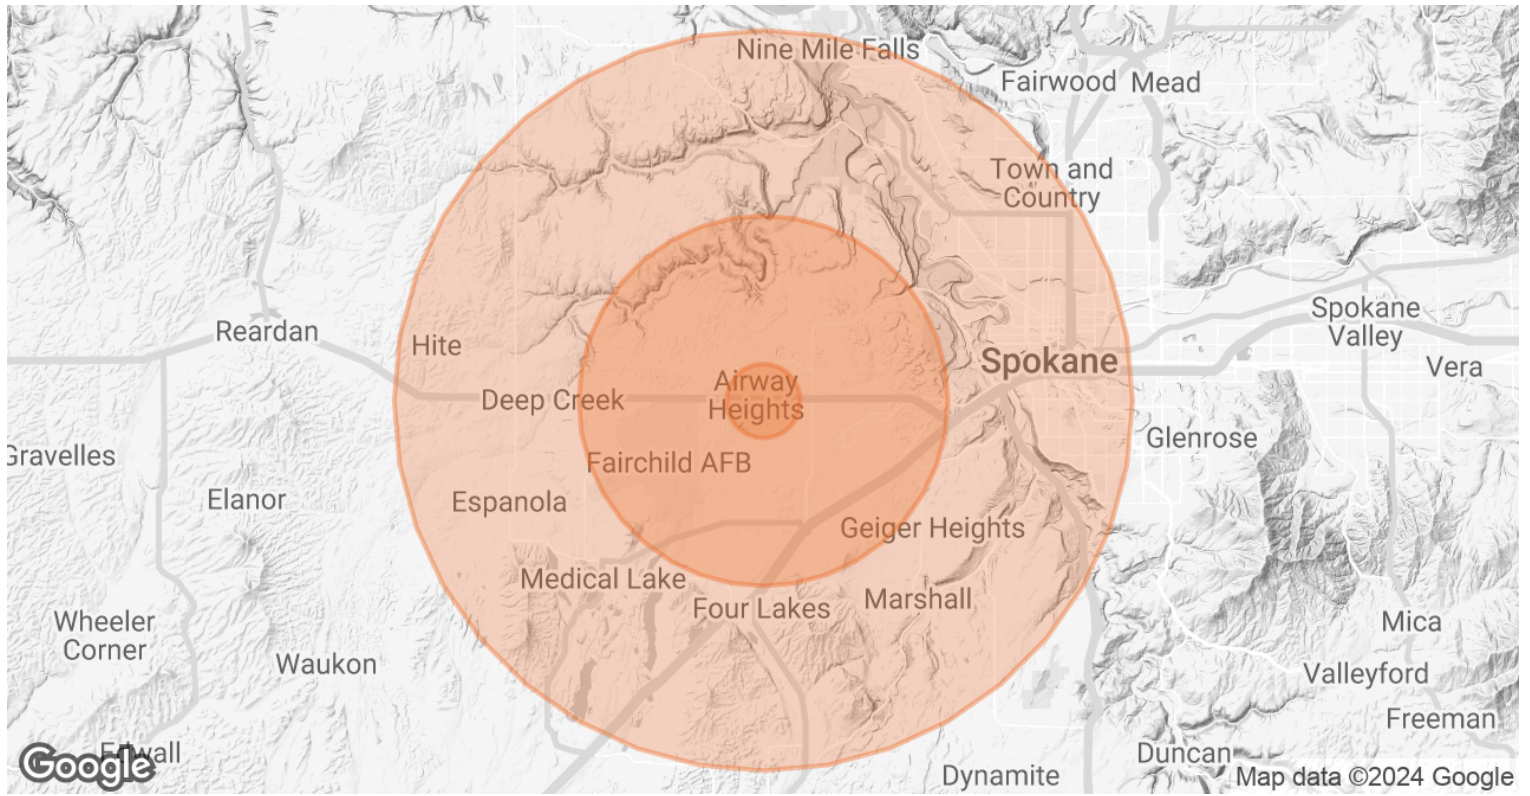 Nine Mile Falls
Fairwood
Mead
Town and
Country
Spokane
Valley
Reardan
Hite
Spokane
Vera
Airway
Heights
Deep Creek
Glenrose
Gravelles
Fairchild AFB
Elanor
Espanola
Geiger Heights
Medical Lake
Four Lakes
Marshall
Wheeler
Corner
Mica
Waukon
Valleyford
Freeman
Edwall
Google
Duncan
Dynamite
Map data ©2024 Google